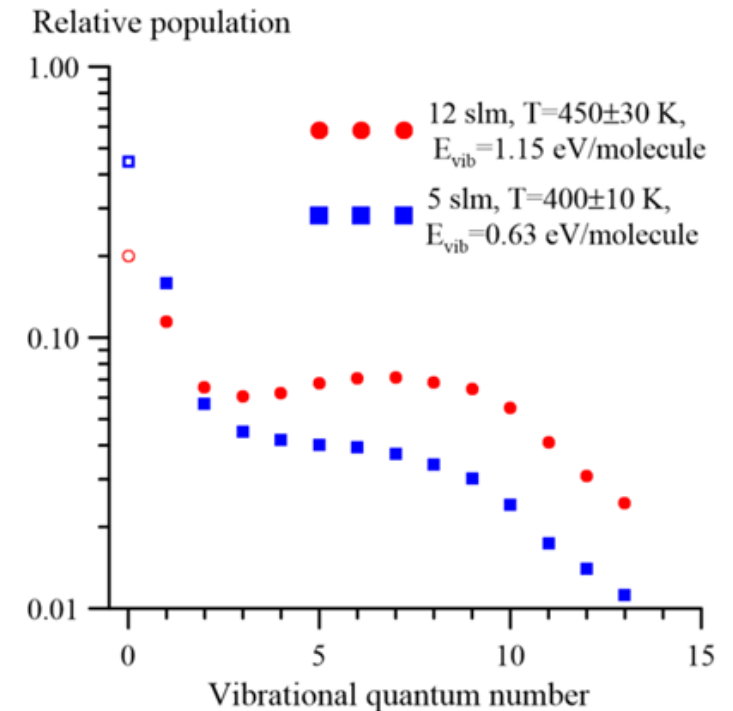 Relative population
1.00
12 slm, T=450±30 K,
E_vib=1.15 eV/molecule
5 slm, T=400±10 K,
E_vib=0.63 eV/molecule
0.10
0.01
0 5 10 15
Vibrational quantum number